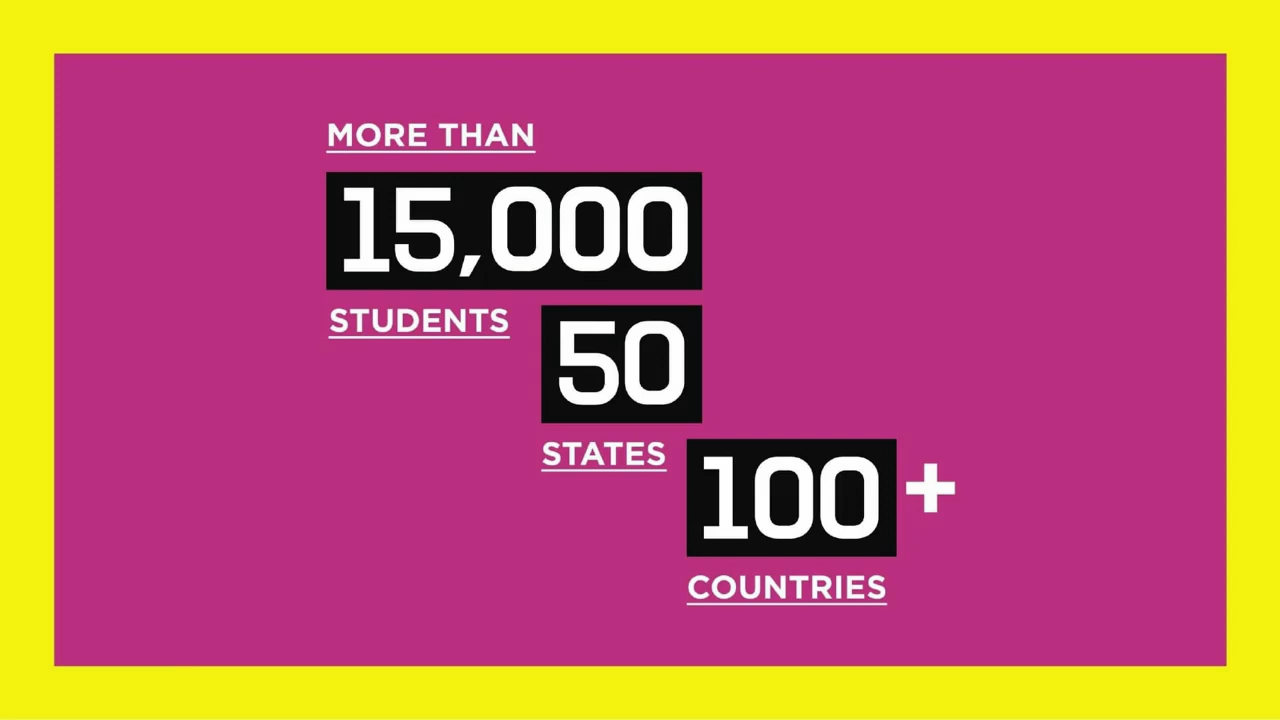 MORE THAN
15,000
STUDENTS
50
STATES
100+
COUNTRIES